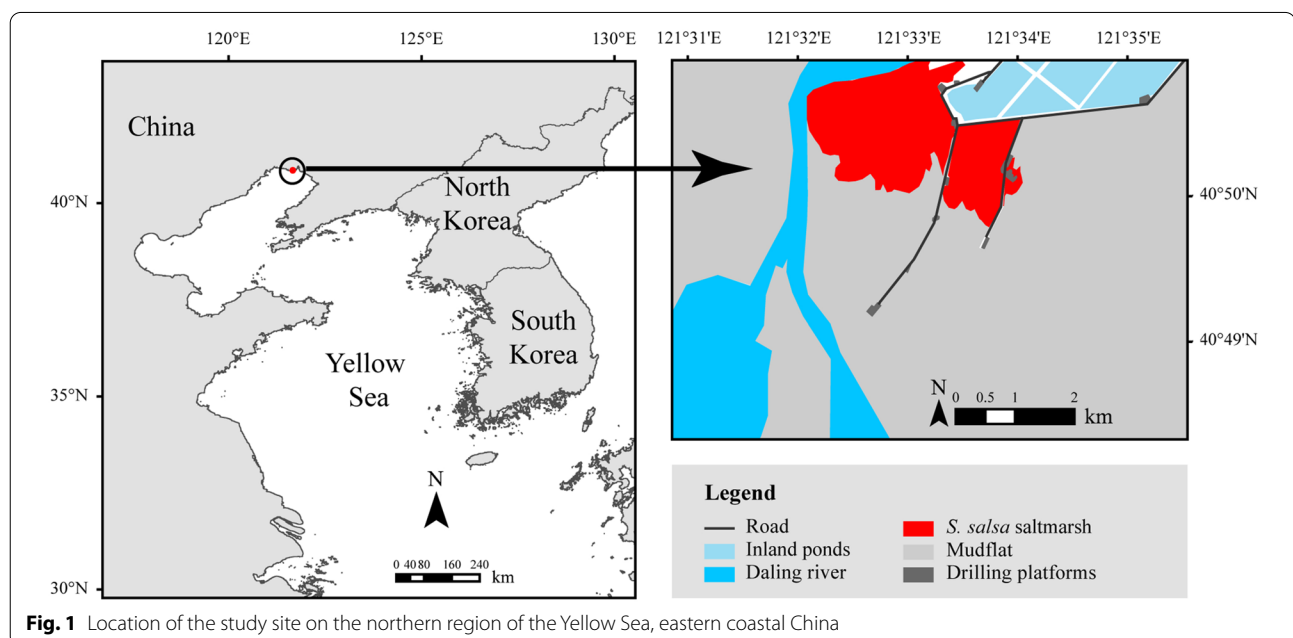 120°E 125°E 130°E
121°31'E 121°32'E 121°33'E 121°34'E 121°35'E
China
North
Korea
40°N
40°50'N
South
Korea
Yellow
Sea
35°N
40°49'N
N
0 0.5 1 2
km
N
0 4080 160 240
km
30°N
Legend
Road
Inland ponds
Daling river
S. salsa saltmarsh
Mudflat
Drilling platforms
Fig. 1 Location of the study site on the northern region of the Yellow Sea, eastern coastal China